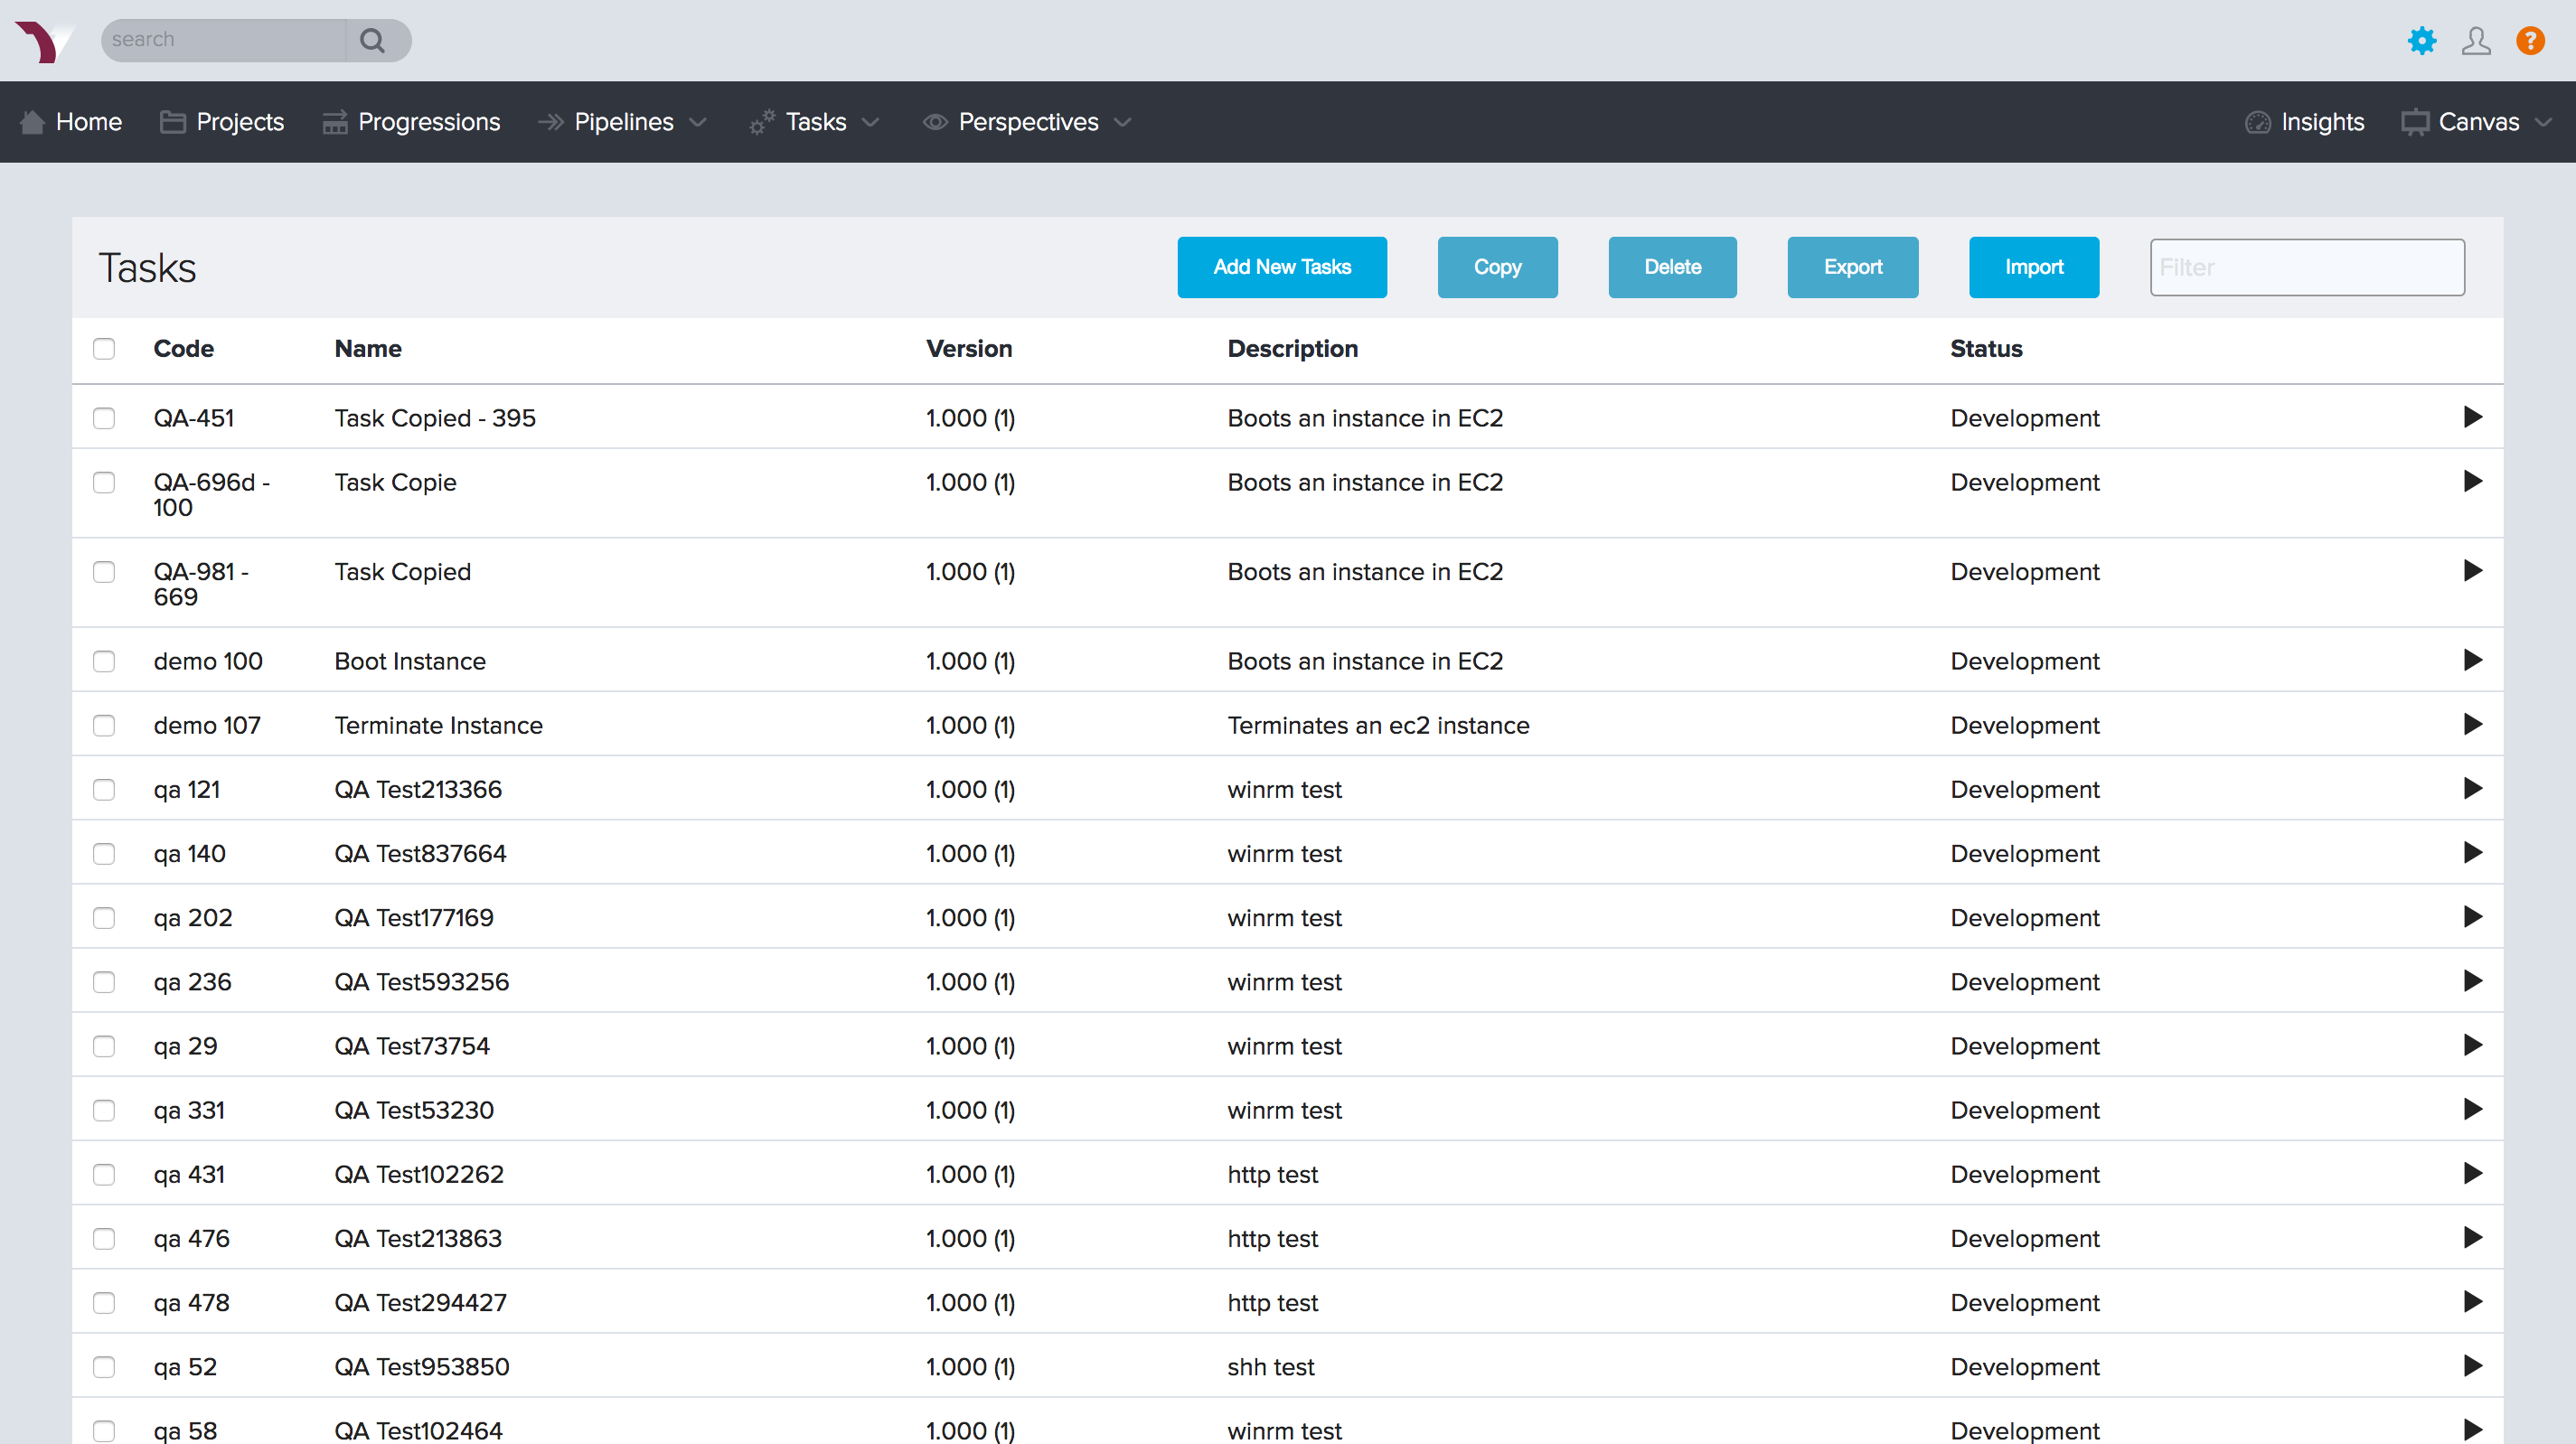 search
?
Home Projects Progressions Pipelines Tasks Perspectives Insights Canvas
Tasks Add New Tasks Copy Delete Export Import Filter
Code Name Version Description Status
QA-451 Task Copied - 395 1.000 (1) Boots an instance in EC2 Development
QA-696d - Task Copie 1.000 (1) Boots an instance in EC2 Development
100
QA-981 - Task Copied 1.000 (1) Boots an instance in EC2 Development
669
demo 100 Boot Instance 1.000 (1) Boots an instance in EC2 Development
demo 107 Terminate Instance 1.000 (1) Terminates an ec2 instance Development
qa 121 QA Test213366 1.000 (1) winrm test Development
qa 140 QA Test837664 1.000 (1) winrm test Development
qa 202 QA Test177169 1.000 (1) winrm test Development
qa 236 QA Test593256 1.000 (1) winrm test Development
qa 29 QA Test73754 1.000 (1) winrm test Development
qa 331 QA Test53230 1.000 (1) winrm test Development
qa 431 QA Test102262 1.000 (1) http test Development
qa 476 QA Test213863 1.000 (1) http test Development
qa 478 QA Test294427 1.000 (1) http test Development
qa 52 QA Test953850 1.000 (1) shh test Development
qa 58 QA Test102464 1.000 (1) winrm test Development